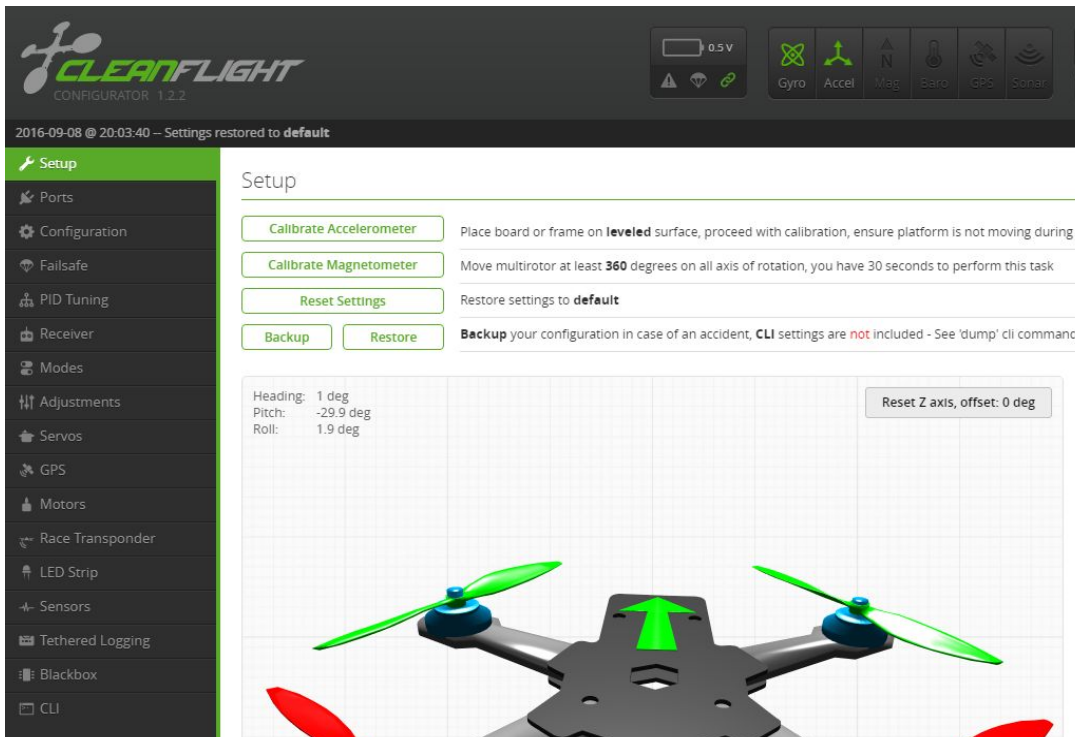 CLEANFLIGHT
CONFIGURATOR 1.2.2
0.5 V
Gyro Accel Mag Baro GPS Sonar
2016-09-08 @ 20:03:40 -- Settings restored to default
Setup
Ports
Configuration
Failsafe
PID Tuning
Receiver
Modes
Adjustments
Servos
GPS
Motors
Race Transponder
LED Strip
Sensors
Tethered Logging
Blackbox
CLI
Setup
Calibrate Accelerometer Place board or frame on leveled surface, proceed with calibration, ensure platform is not moving during
Calibrate Magnetometer Move multirotor at least 360 degrees on all axis of rotation, you have 30 seconds to perform this task
Reset Settings Restore settings to default
Backup Restore Backup your configuration in case of an accident, CLI settings are not included - See 'dump' cli command
Heading: 1 deg
Pitch: -29.9 deg
Roll: 1.9 deg
Reset Z axis, offset: 0 deg